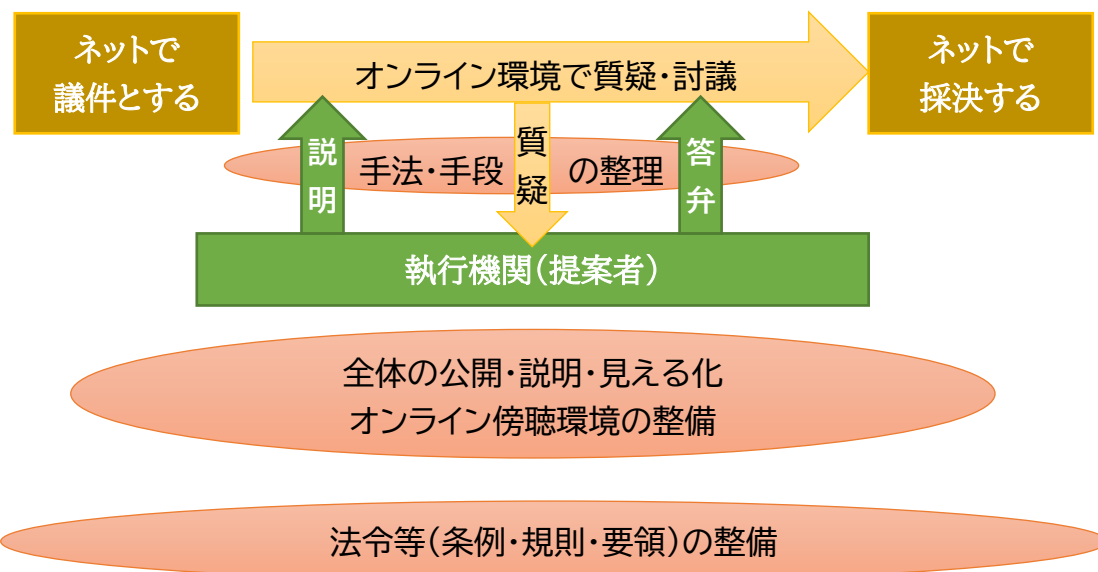 ネットで
議件とする
オンライン環境で質疑・討議
ネットで
採決する
説明
質疑
答弁
手法・手段 の整理
執行機関(提案者)
全体の公開・説明・見える化
オンライン傍聴環境の整備
法令等(条例・規則・要領)の整備